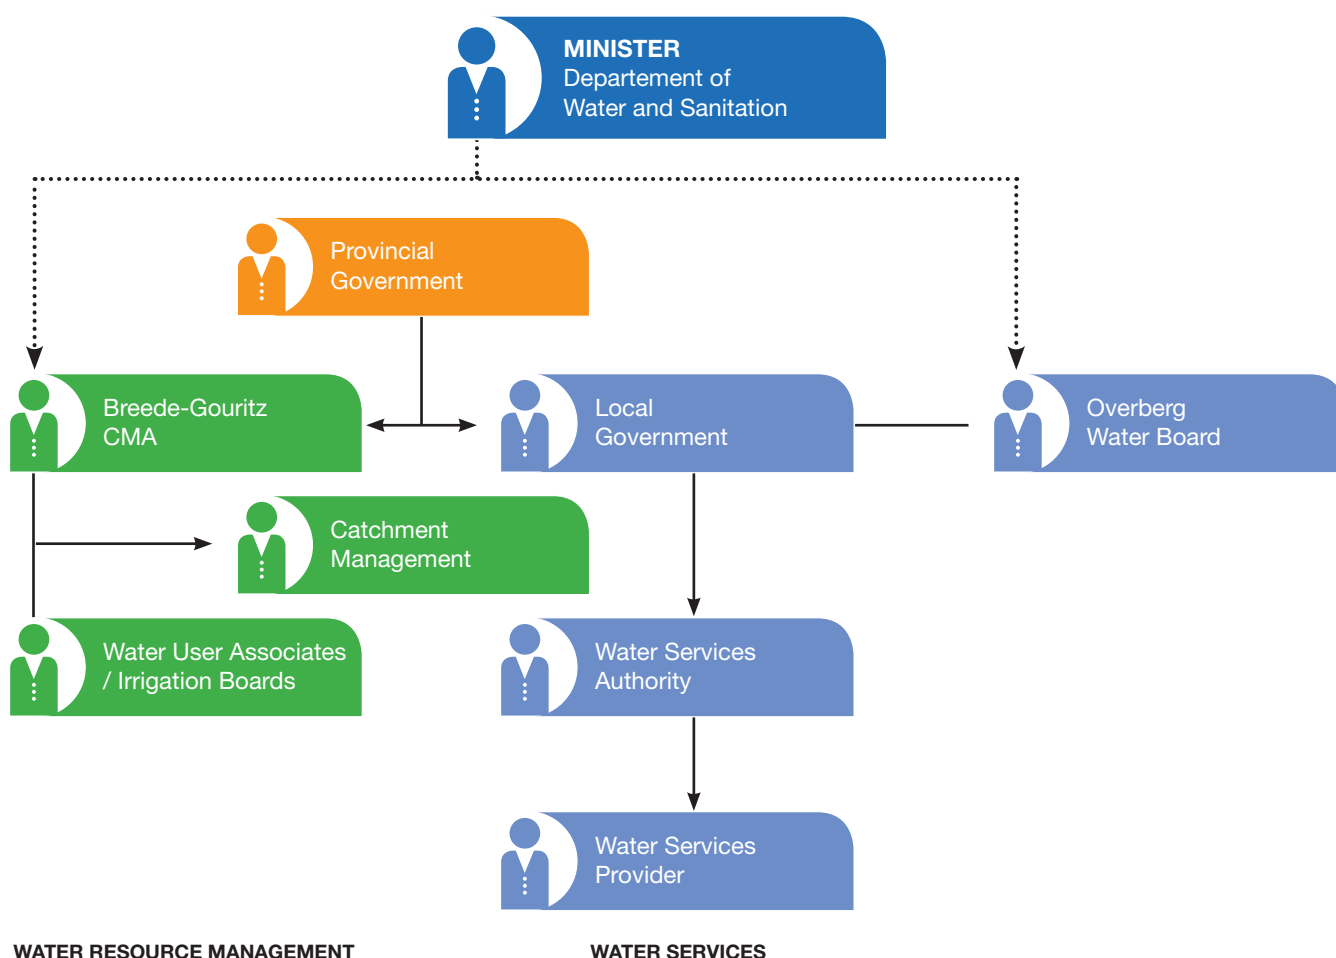 MINISTER
Departement of
Water and Sanitation
Provincial
Government
Breede-Gouritz
CMA
Local
Government
Overberg
Water Board
Catchment
Management
Water User Associates
/ Irrigation Boards
Water Services
Authority
Water Services
Provider
WATER RESOURCE MANAGEMENT
WATER SERVICES